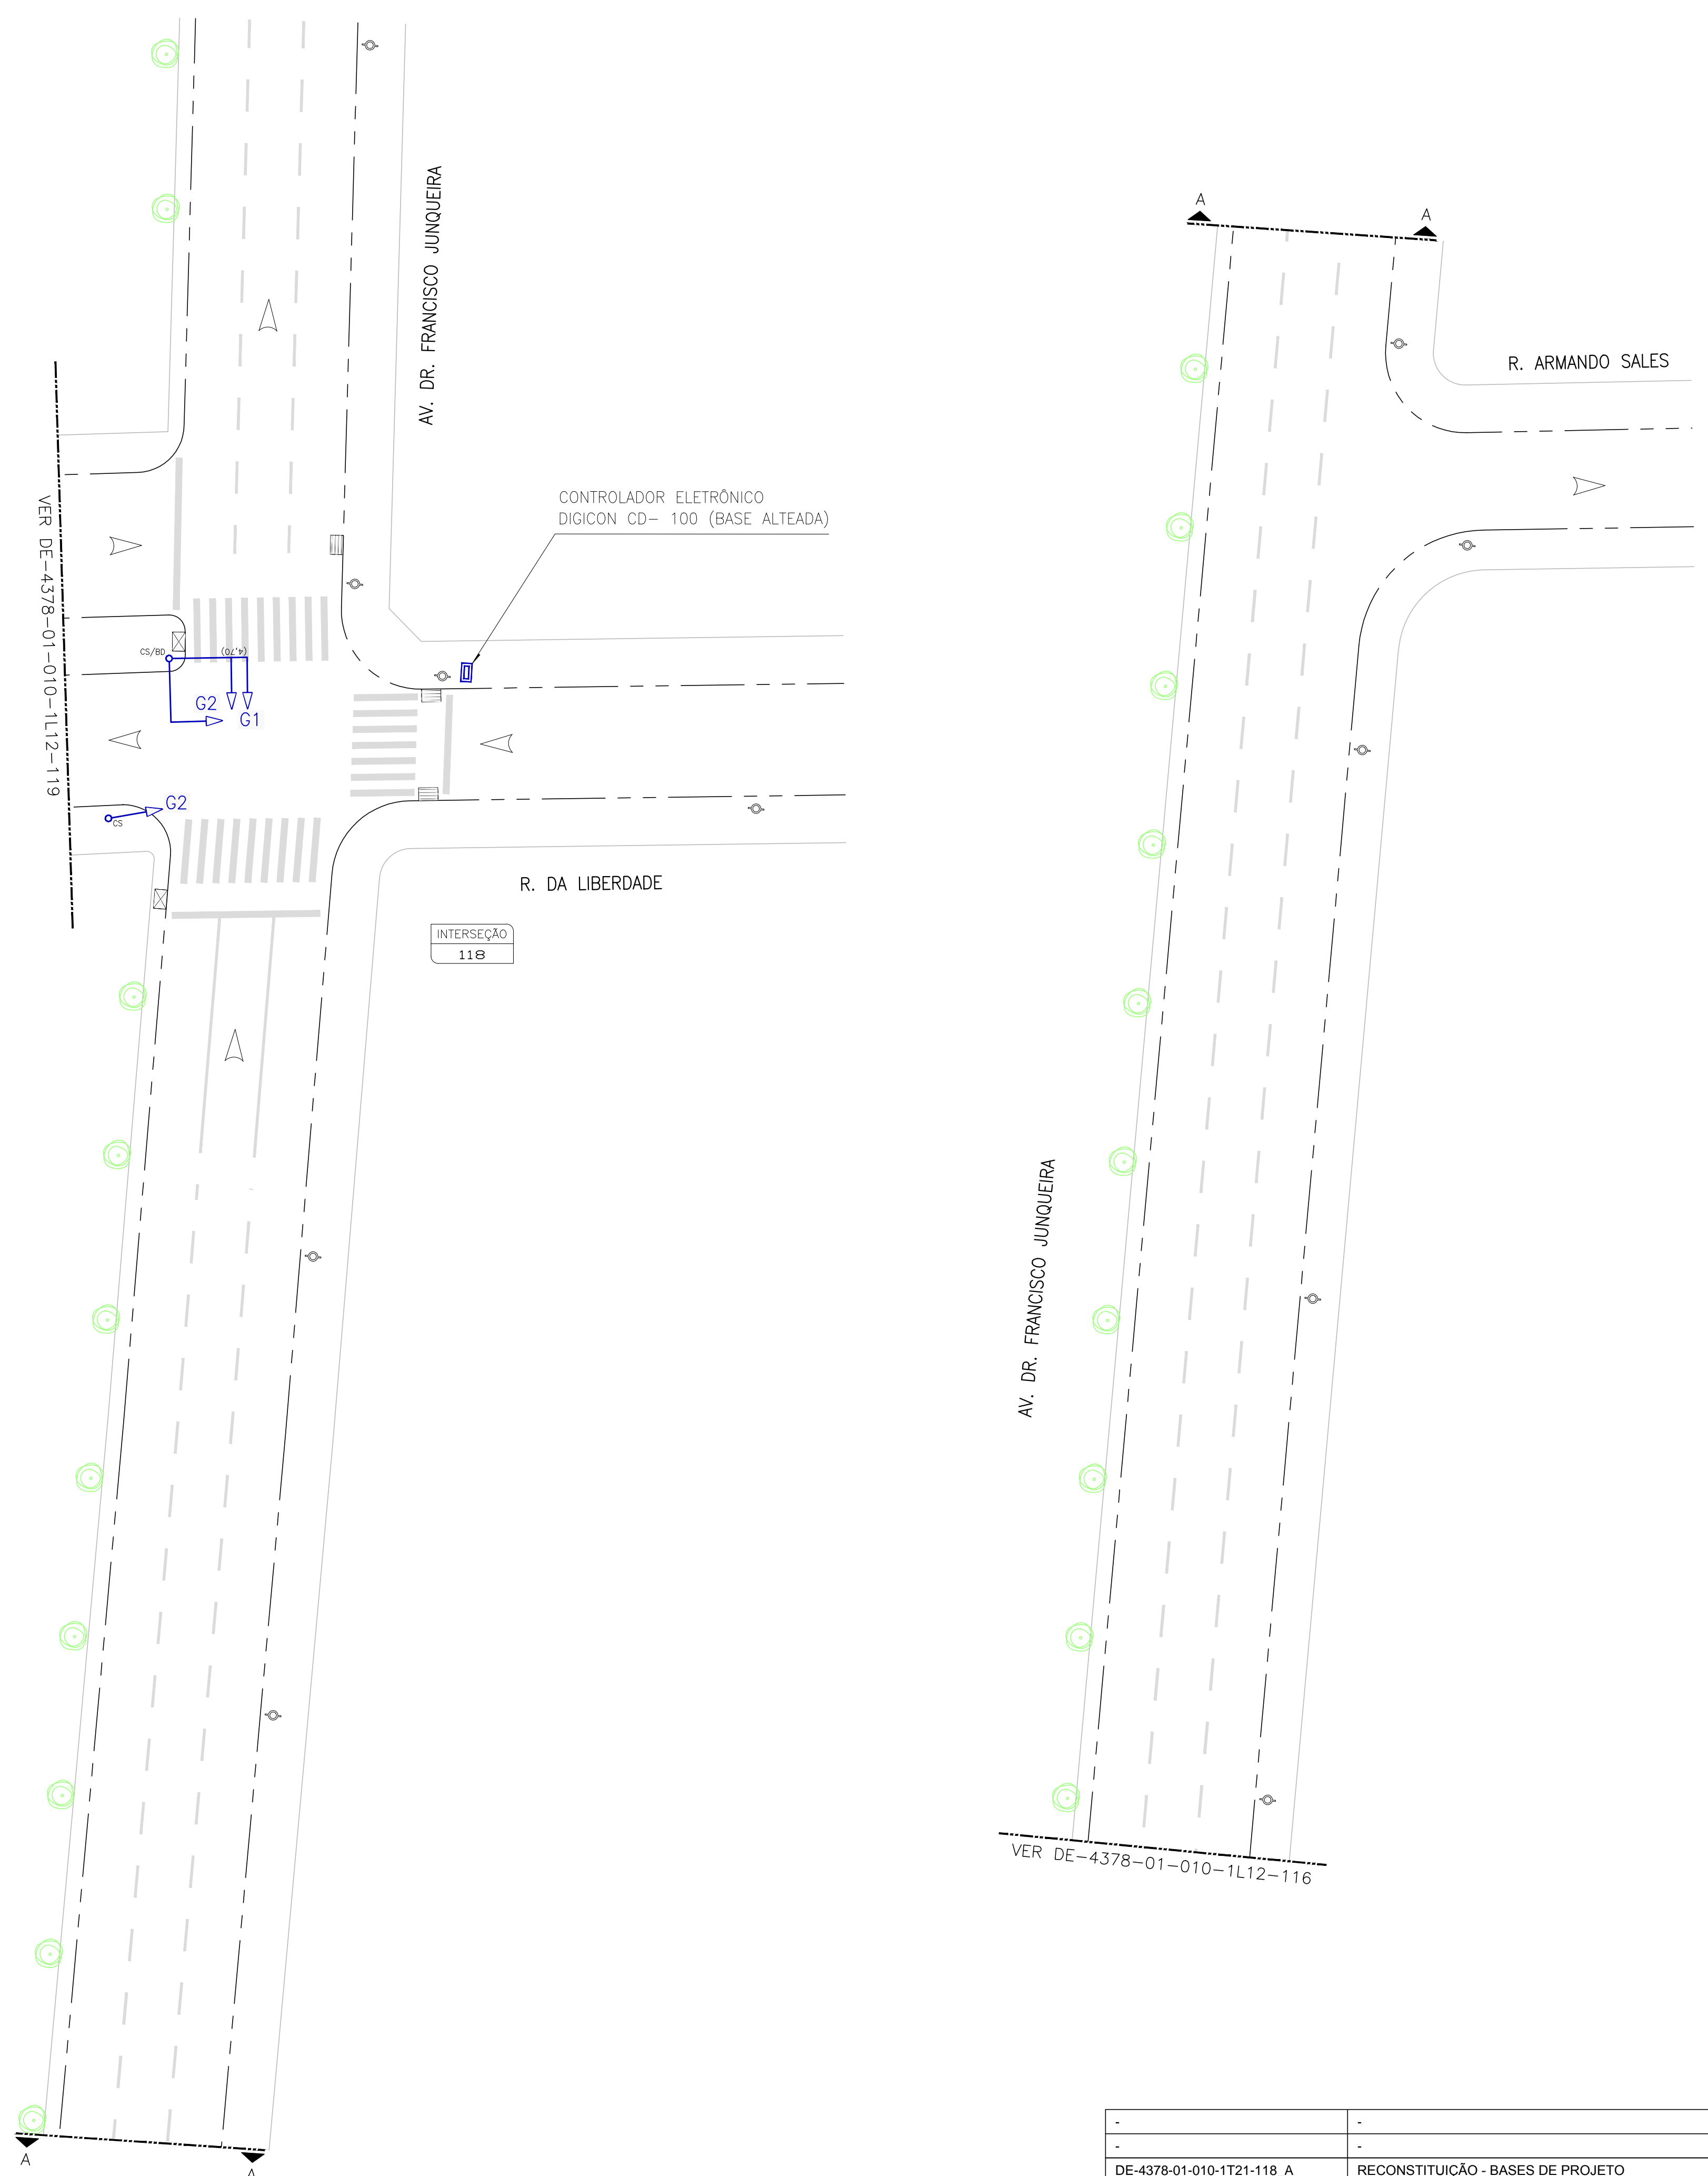 AV. DR. FRANCISCO JUNQUEIRA
VER DE-4378-01-010-1L12-119
CONTROLADOR ELETRÔNICO
DIGICON CD- 100 (BASE ALTEADA)
CS/BD
(4,70)
G2
G1
G2
CS
R. DA LIBERDADE
INTERSEÇÃO
118
A
A
A
A
R. ARMANDO SALES
AV. DR. FRANCISCO JUNQUEIRA
VER DE-4378-01-010-1L12-116
- -
- -
DE-4378-01-010-1T21-118 A RECONSTITUIÇÃO - BASES DE PROJETO